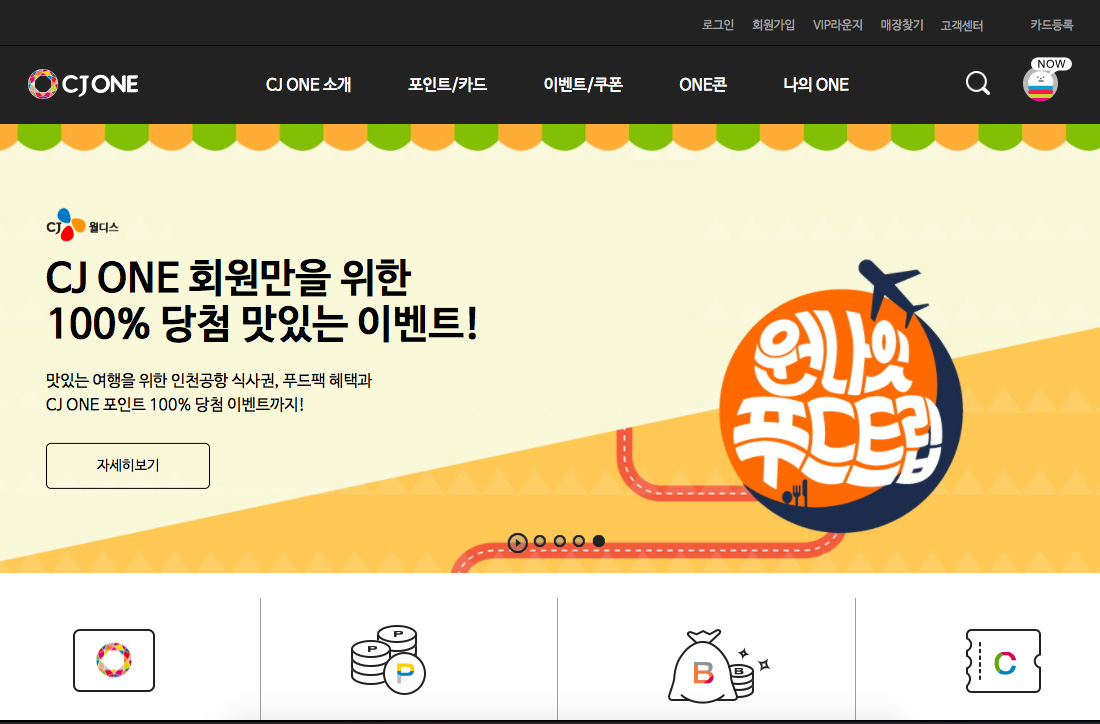 로그인 회원가입 VIP라운지 매장찾기 고객센터 카드등록
NOW
CJ ONE CJ ONE 소개 포인트/카드 이벤트/쿠폰 ONE콘 나의 ONE
CJ 월디스
CJ ONE 회원만을 위한
100% 당첨 맛있는 이벤트!
맛있는 여행을 위한 인천공항 식사권, 푸드팩 혜택과
CJ ONE 포인트 100% 당첨 이벤트까지!
자세히보기
원나잇
푸드트립
P
P
P
B
B
C